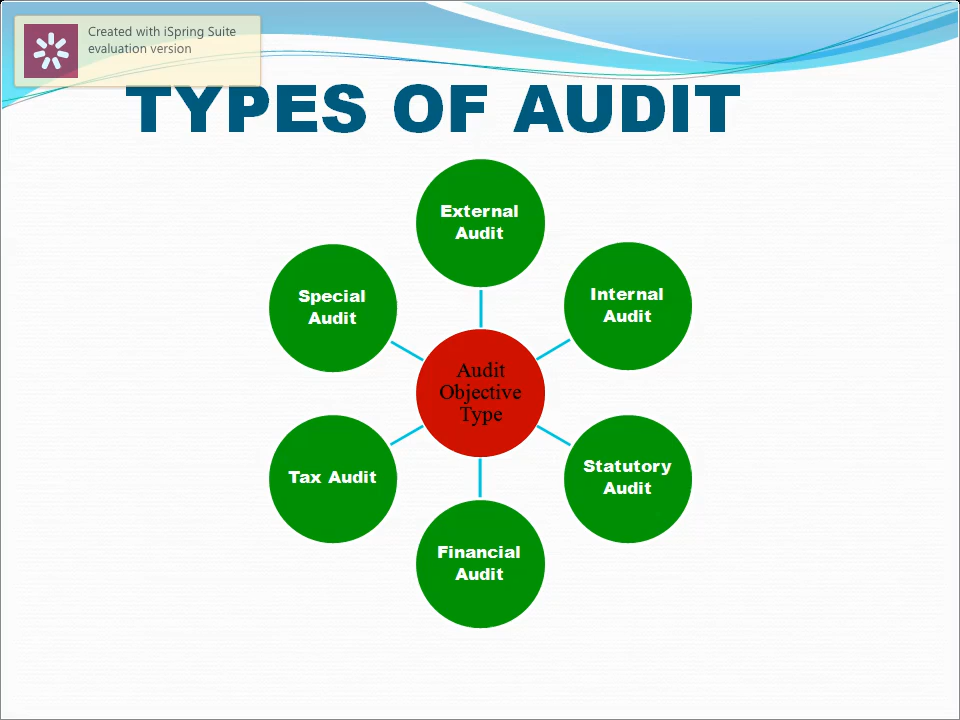 Created with iSpring Suite
evaluation version
TYPES OF AUDIT
External
Audit
Internal
Audit
Statutory
Audit
Financial
Audit
Tax Audit
Special
Audit
Audit
Objective
Type